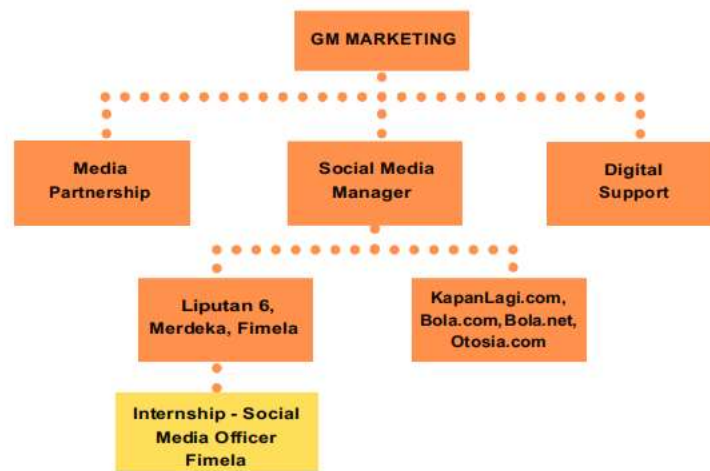 GM MARKETING
Media
Partnership
Social Media
Manager
Digital
Support
Liputan 6,
Merdeka, Fimela
KapanLagi.com,
Bola.com, Bola.net,
Otosia.com
Internship - Social
Media Officer
Fimela